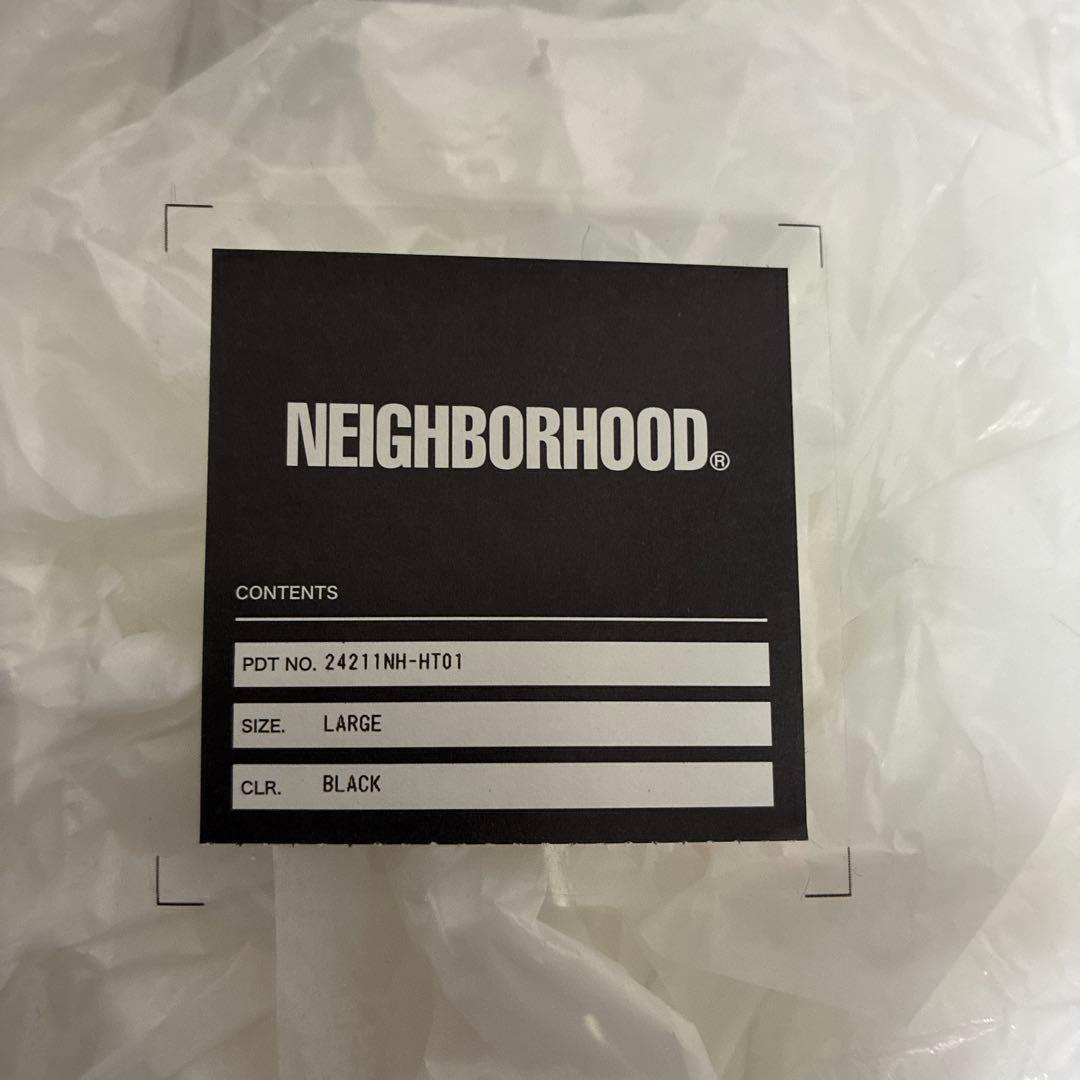 NEIGHBORHOOD®
CONTENTS
PDT NO. 24211NH-HT01
SIZE. LARGE
CLR. BLACK